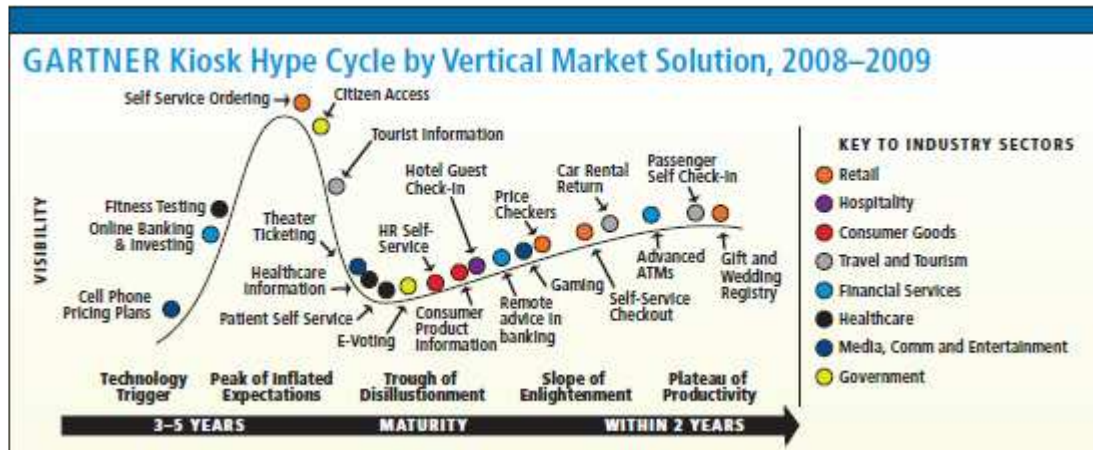 GARTNER Kiosk Hype Cycle by Vertical Market Solution, 2008–2009
Self Service Ordering
Citizen Access
Tourist Information
Hotel Guest
Check-In
Car Rental
Return
Passenger
Self Check-In
Price
Checkers
Fitness Testing
Online Banking
& Investing
Theater
Ticketing
HR Self-
Service
Healthcare
Information
Cell Phone
Pricing Plans
Patient Self Service
E-Voting
Consumer
Product
Information
Remote
advice in
banking
Gaming
Self-Service
Checkout
Advanced
ATMs
Gift and
Wedding
Registry
VISIBILITY
KEY TO INDUSTRY SECTORS
Retail
Hospitality
Consumer Goods
Travel and Tourism
Financial Services
Healthcare
Media, Comm and Entertainment
Government
Technology
Trigger
Peak of Inflated
Expectations
Trough of
Disillustionment
Slope of
Enlightenment
Plateau of
Productivity
3–5 YEARS
MATURITY
WITHIN 2 YEARS